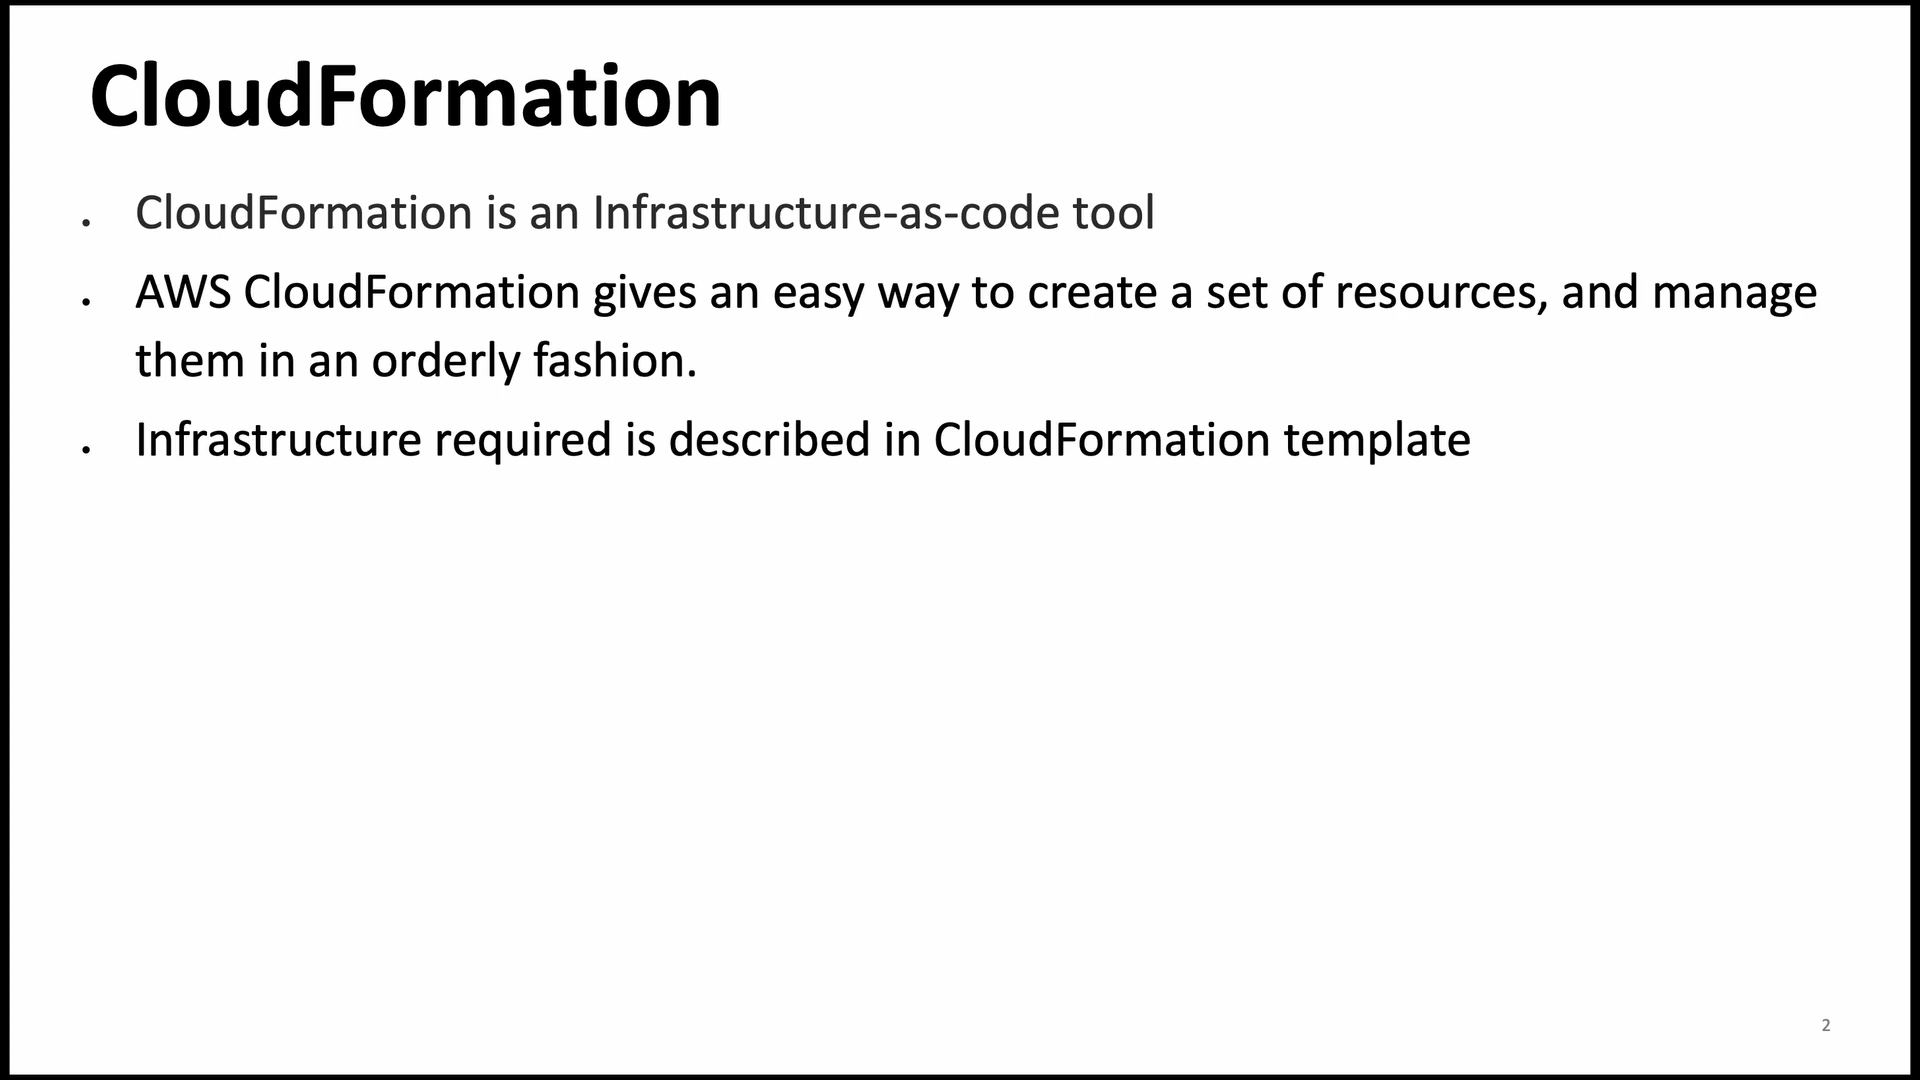 CloudFormation
• CloudFormation is an Infrastructure-as-code tool
• AWS CloudFormation gives an easy way to create a set of resources, and manage
them in an orderly fashion.
• Infrastructure required is described in CloudFormation template
2